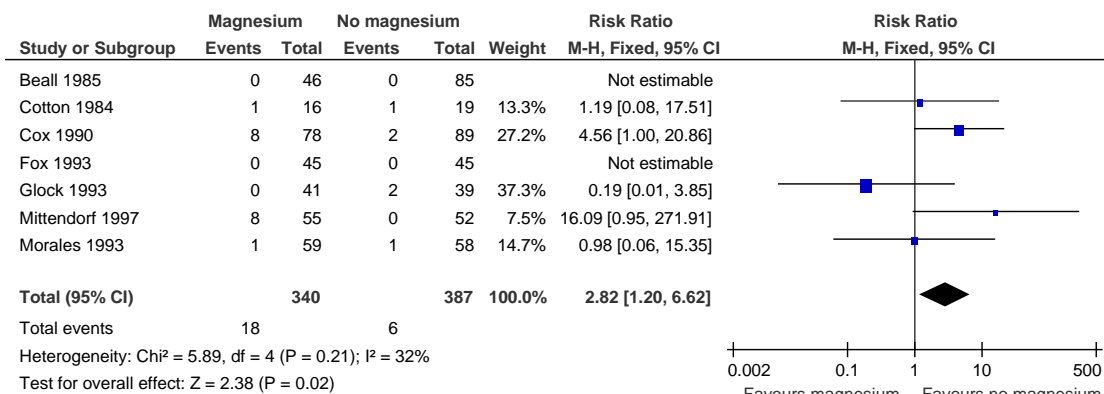 Magnesium No magnesium Risk Ratio Risk Ratio
Study or Subgroup Events Total Events Total Weight M-H, Fixed, 95% CI M-H, Fixed, 95% CI
Beall 1985 0 46 0 85 Not estimable
Cotton 1984 1 16 1 19 13.3% 1.19 [0.08, 17.51]
Cox 1990 8 78 2 89 27.2% 4.56 [1.00, 20.86]
Fox 1993 0 45 0 45 Not estimable
Glock 1993 0 41 2 39 37.3% 0.19 [0.01, 3.85]
Mittendorf 1997 8 55 0 52 7.5% 16.09 [0.95, 271.91]
Morales 1993 1 59 1 58 14.7% 0.98 [0.06, 15.35]
Total (95% CI) 340 387 100.0% 2.82 [1.20, 6.62]
Total events 18 6
Heterogeneity: Chi² = 5.89, df = 4 (P = 0.21); I² = 32%
Test for overall effect: Z = 2.38 (P = 0.02)
0.002 0.1 1 10 500
Favours magnesium Favours no magnesium